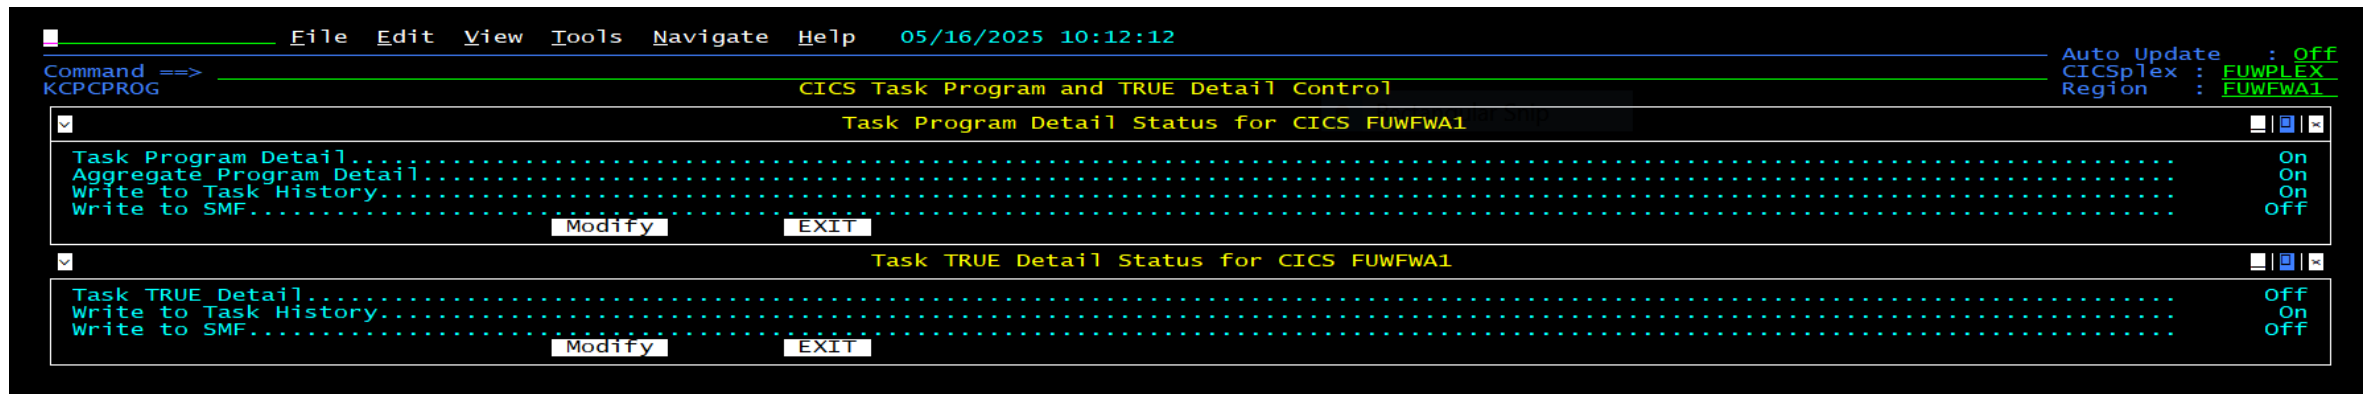 File Edit View Tools Navigate Help 05/16/2025 10:12:12
Auto Update : Off
Command ==>
CICSplex : FUWPLEX
KCPCPROG CICS Task Program and TRUE Detail Control Region : FUWFWA1
Task Program Detail Status for CICS FUWFWA1
Task Program Detail On
Aggregate Program Detail On
Write to Task History On
Write to SMF Off
Modify EXIT
Task TRUE Detail Status for CICS FUWFWA1
Task TRUE Detail Off
Write to Task History On
Write to SMF Off
Modify EXIT